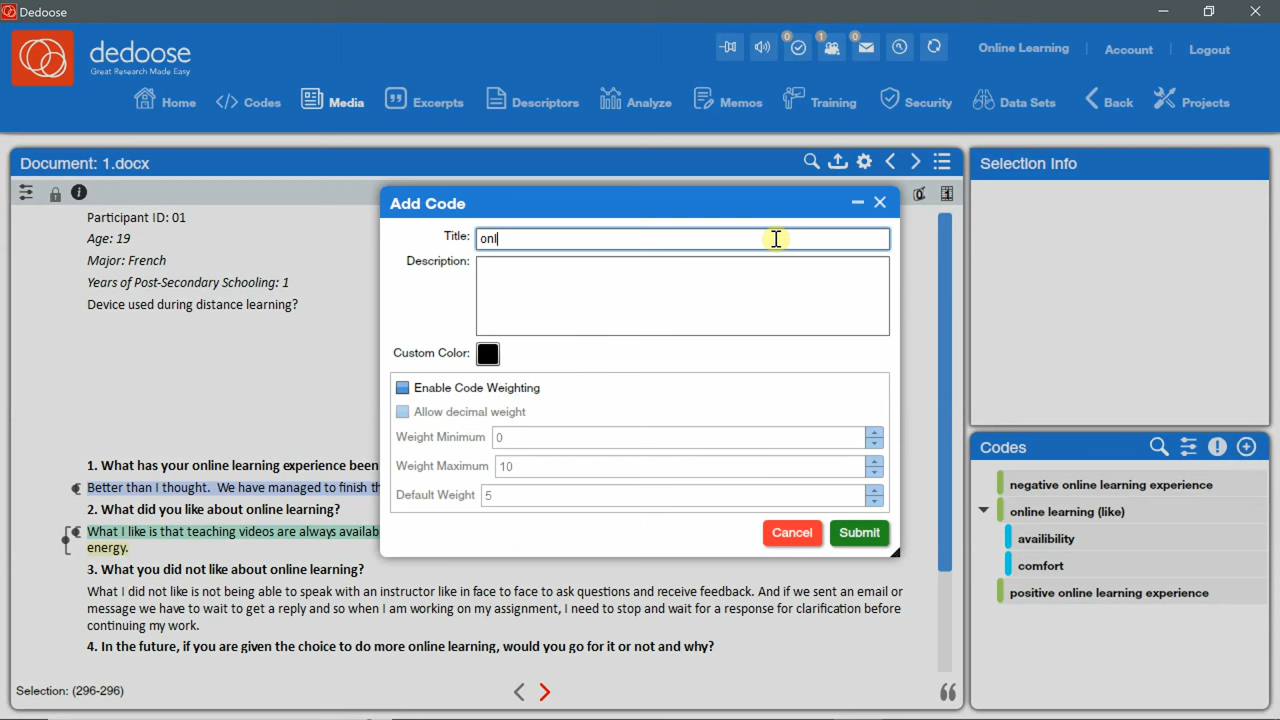 Dedoose
dedoose
Great Research Made Easy
0
1
0
Online Learning
Account
Logout
Home
Codes
Media
Excerpts
Descriptors
Analyze
Memos
Training
Security
Data Sets
Back
Projects
Document: 1.docx
Participant ID: 01
Age: 19
Major: French
Years of Post-Secondary Schooling: 1
Device used during distance learning?
1. What has your online learning experience been
Better than I thought. We have managed to finish th
2. What did you like about online learning?
What I like is that teaching videos are always availab
energy.
3. What you did not like about online learning?
What I did not like is not being able to speak with an instructor like in face to face to ask questions and receive feedback. And if we sent an email or
message we have to wait to get a reply and so when I am working on my assignment, I need to stop and wait for a response for clarification before
continuing my work.
4. In the future, if you are given the choice to do more online learning, would you go for it or not and why?
Selection: (296-296)
Add Code
Title: onl
Description:
Custom Color:
Enable Code Weighting
Allow decimal weight
Weight Minimum 0
Weight Maximum 10
Default Weight 5
Cancel
Submit
Selection Info
Codes
negative online learning experience
online learning (like)
availibility
comfort
positive online learning experience